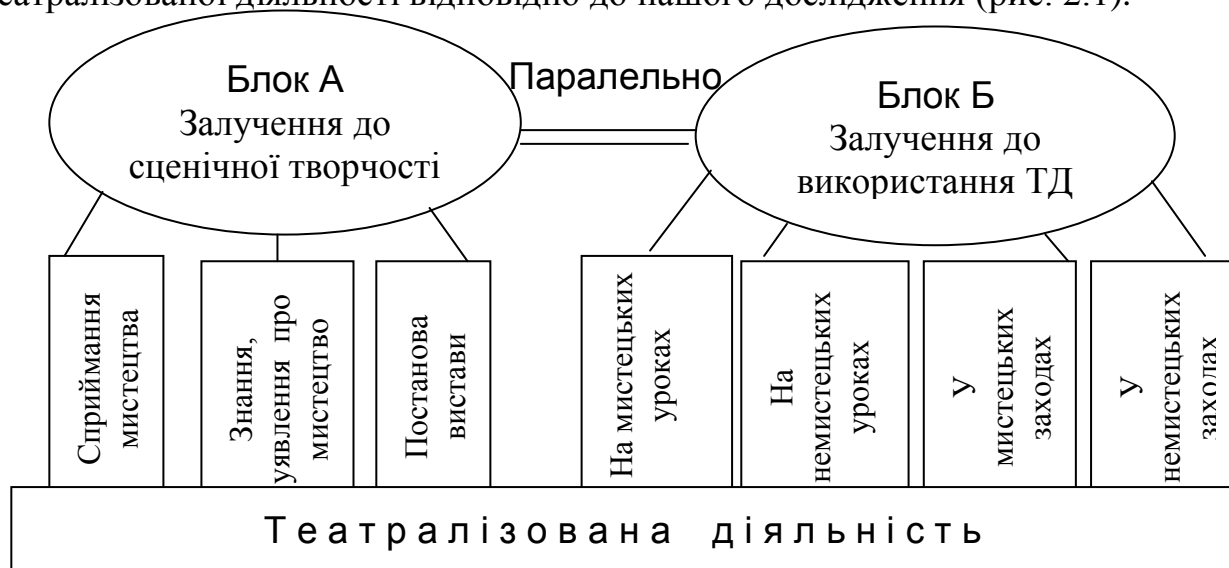 театралізованої діяльності відповідно до нашого дослідження (рис. 2.1).
Блок А
Залучення до
сценічної творчості
Паралельно
Блок Б
Залучення до
використання ТД
Сприймання
мистецтва
Знання,
уявлення про
мистецтво
Постанова
вистави
На мистецьких
уроках
На
немистецьких
уроках
У
мистецьких
заходах
У
немистецьких
заходах
Театралізована діяльність